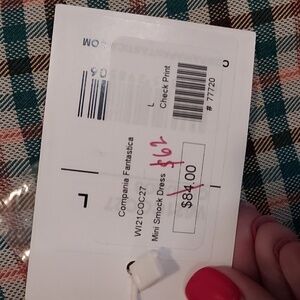 Compania Fantastica
WI21COC27
Mini Smock Dress
$62
$84.00
L
Check Print
# 77720